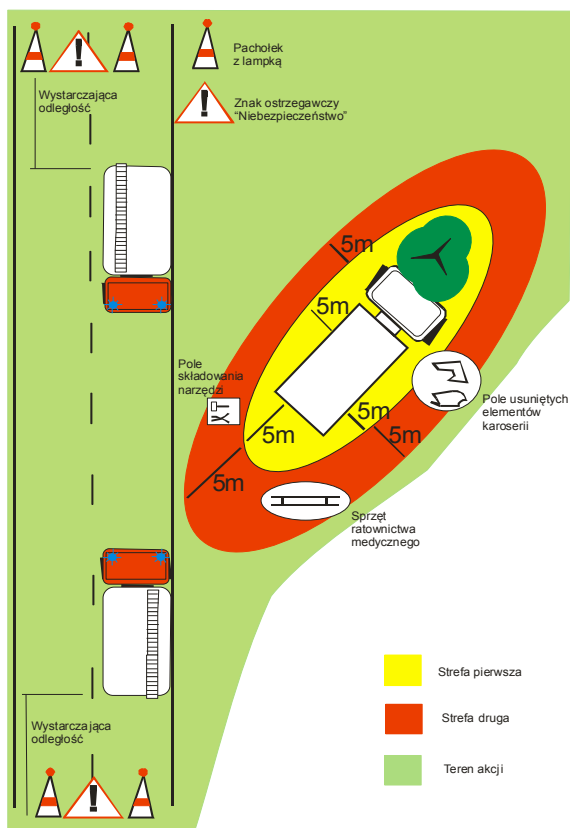 Pachołek
z lampką
Wystarczająca
odległość
Znak ostrzegawczy
“Niebezpieczeństwo”
5m
5m
Pole
składowania
narzędzi
Pole usuniętych
elementów
karoserii
5m
5m
5m
5m
Sprzęt
ratownictwa
medycznego
Strefa pierwsza
Strefa druga
Wystarczająca
odległość
Teren akcji